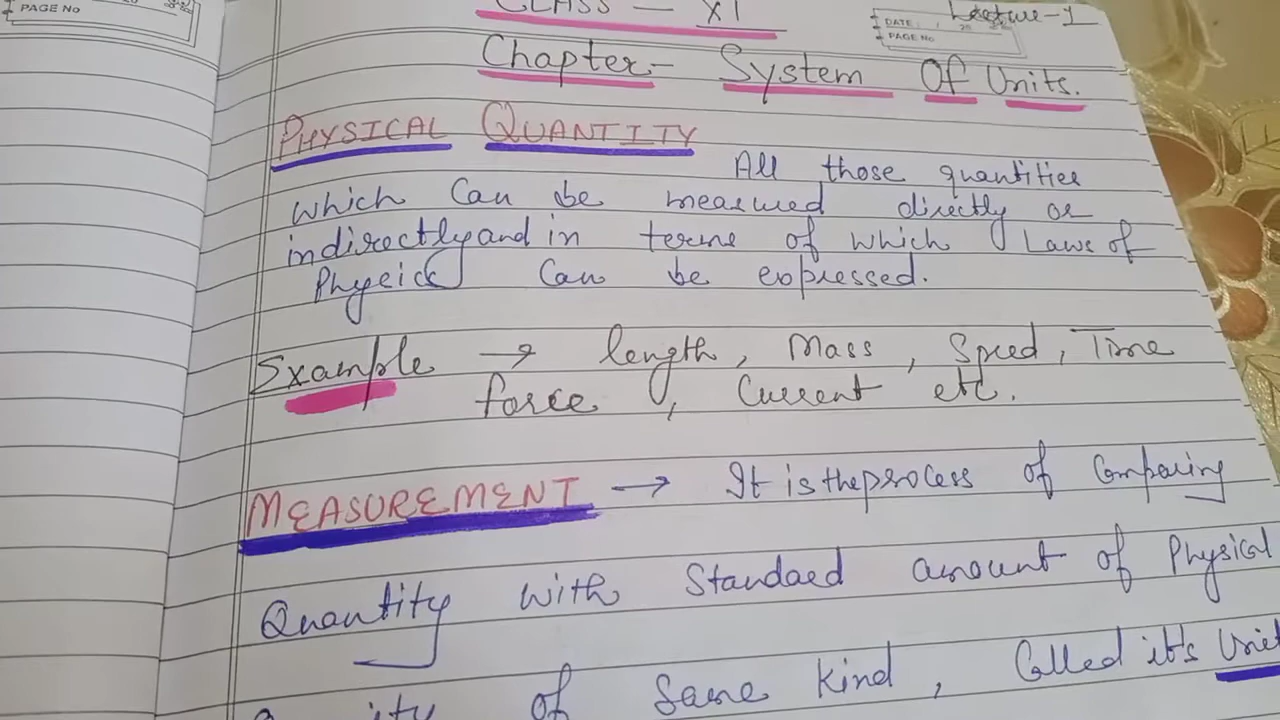 PAGE No
CLASS - XI
Lecture-1
DATE
PAGE No
Chapter- System Of Units.
PHYSICAL QUANTITY
All those quantities
which can be measured directly or
indirectly and in terms of which Laws of
Physics can be expressed.
Example → length, Mass, Speed, Time
force, Current etc.
MEASUREMENT → It is the process of Comparing
Quantity with Standard amount of Physical
of Same Kind, Called it's Unit